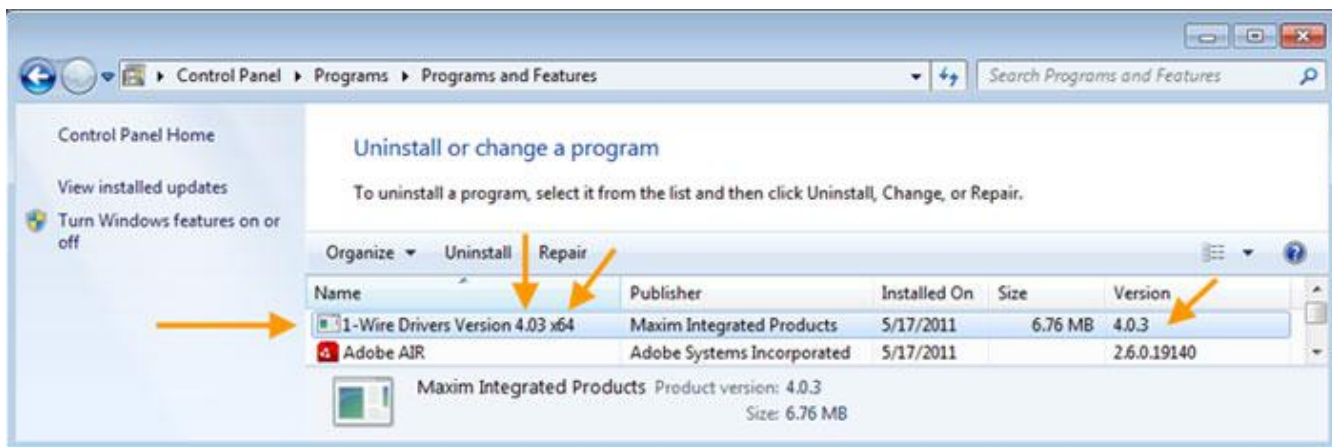 Control Panel ▸ Programs ▸ Programs and Features
Search Programs and Features
Control Panel Home
View installed updates
Turn Windows features on or
off
Uninstall or change a program
To uninstall a program, select it from the list and then click Uninstall, Change, or Repair.
Organize Uninstall Repair
Name Publisher Installed On Size Version
1-Wire Drivers Version 4.03 x64 Maxim Integrated Products 5/17/2011 6.76 MB 4.0.3
Adobe AIR Adobe Systems Incorporated 5/17/2011 2.6.0.19140
Maxim Integrated Products Product version: 4.0.3
Size: 6.76 MB